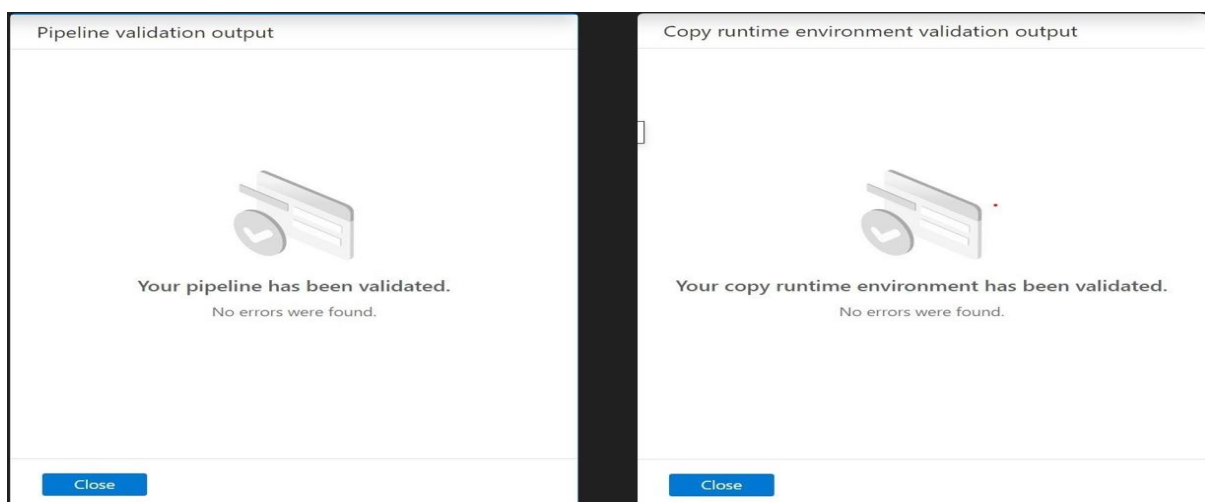 Pipeline validation output
Your pipeline has been validated.
No errors were found.
Close
Copy runtime environment validation output
Your copy runtime environment has been validated.
No errors were found.
Close